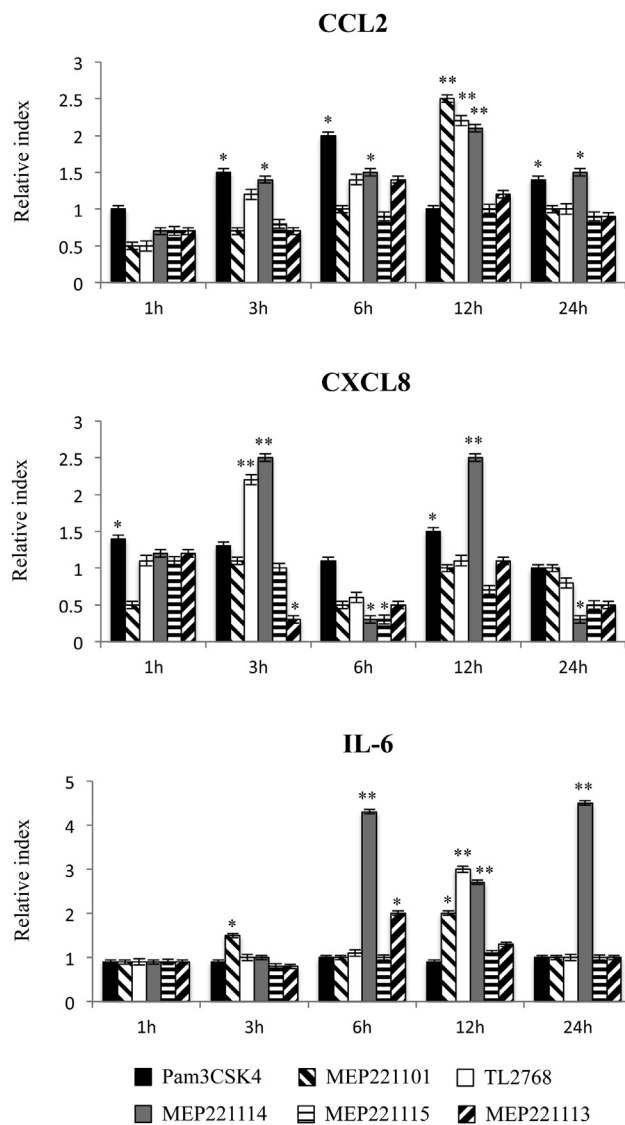 CCL2
3
2.5
2
1.5
1
0.5
0
Relative index
* * * * * ** ** ** * *
1h 3h 6h 12h 24h
CXCL8
3
2.5
2
1.5
1
0.5
0
Relative index
* ** ** * * * * ** *
1h 3h 6h 12h 24h
IL-6
5
4
3
2
1
0
Relative index
* ** * * ** ** **
1h 3h 6h 12h 24h
Pam3CSK4 MEP221101 TL2768
MEP221114 MEP221115 MEP221113